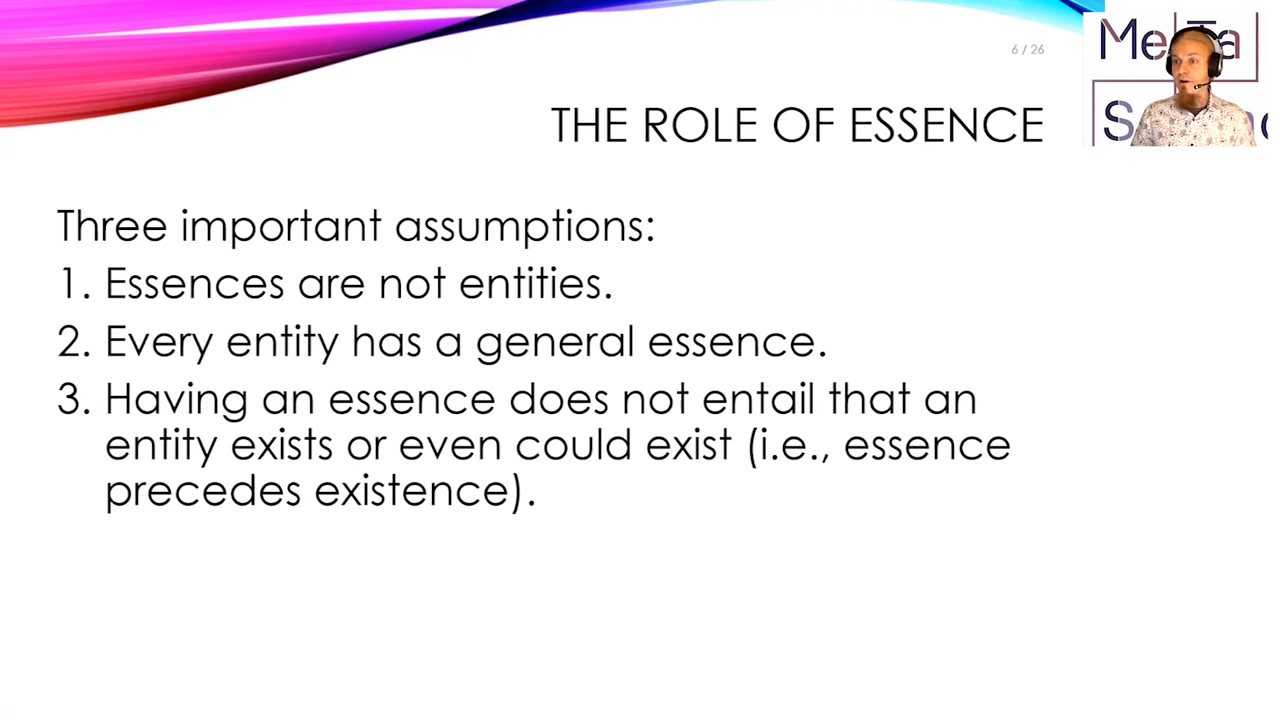 6 / 26
Me Ta
S
THE ROLE OF ESSENCE
Three important assumptions:
1. Essences are not entities.
2. Every entity has a general essence.
3. Having an essence does not entail that an
entity exists or even could exist (i.e., essence
precedes existence).